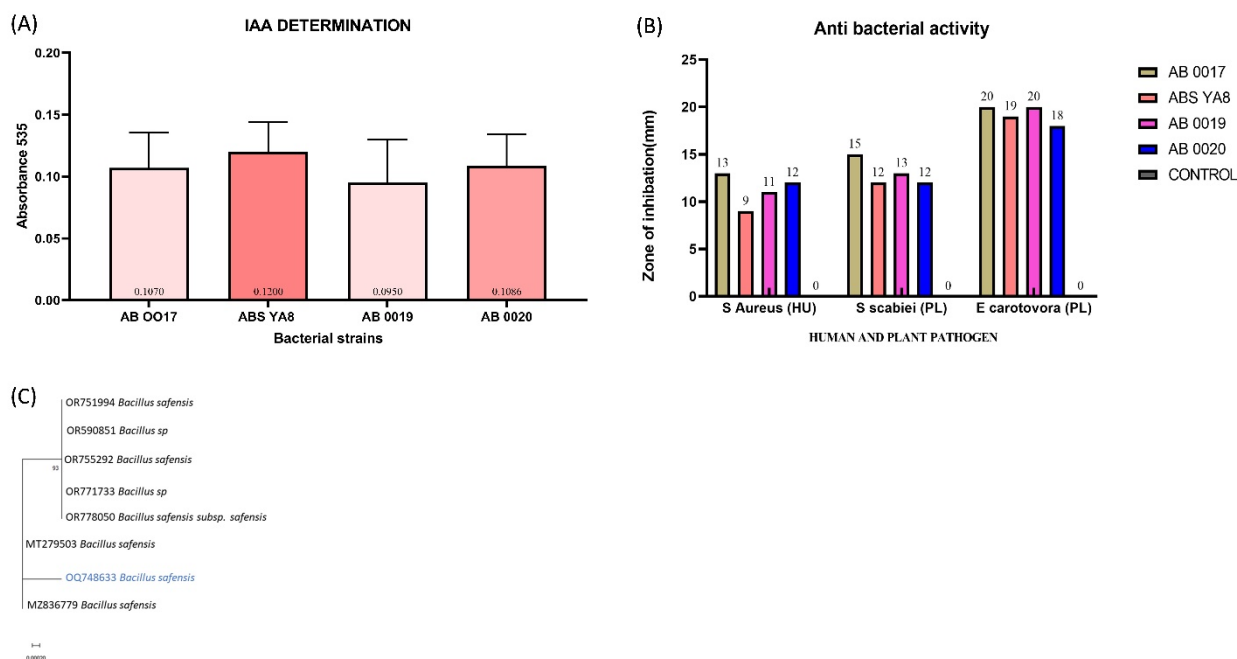 (A)
IAA DETERMINATION
0.20
0.15
0.10
0.05
0.00
Absorbance 535
0.1070
0.1200
0.0950
0.1086
AB OO17
ABS YA8
AB 0019
AB 0020
Bacterial strains
(B)
Anti bacterial activity
25
20
15
10
5
0
Zone of inhibation(mm)
13
9
11
12
0
15
12
13
12
0
20
19
20
18
0
S Aureus (HU)
S scabiei (PL)
E carotovora (PL)
HUMAN AND PLANT PATHOGEN
AB 0017
ABS YA8
AB 0019
AB 0020
CONTROL
(C)
OR751994 Bacillus safensis
OR590851 Bacillus sp
OR755292 Bacillus safensis
93
OR771733 Bacillus sp
OR778050 Bacillus safensis subsp. safensis
MT279503 Bacillus safensis
OQ748633 Bacillus safensis
MZ836779 Bacillus safensis
0.00020